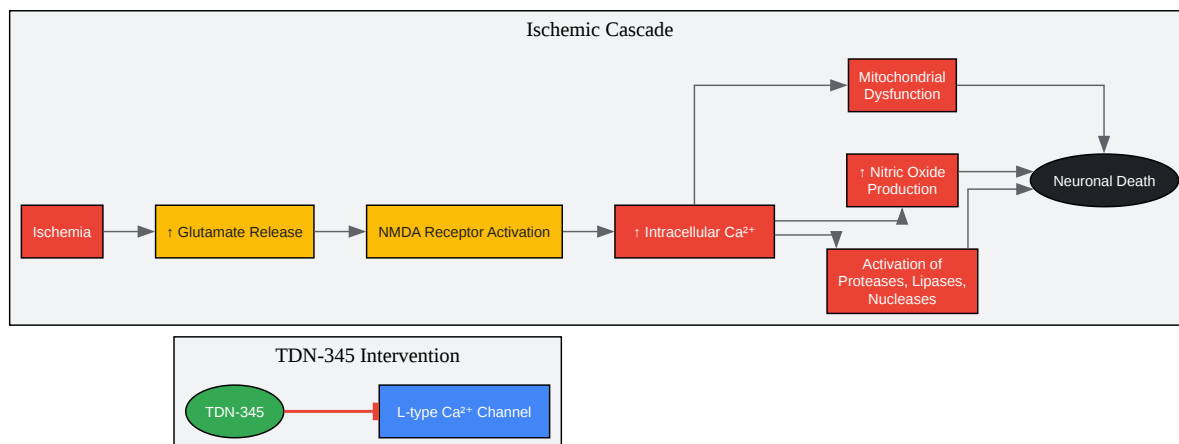 Ischemic Cascade
Mitochondrial
Dysfunction
↑ Nitric Oxide
Production
Neuronal Death
Ischemia
↑ Glutamate Release
NMDA Receptor Activation
↑ Intracellular Ca²⁺
Activation of
Proteases, Lipases,
Nucleases
TDN-345 Intervention
TDN-345
L-type Ca²⁺ Channel